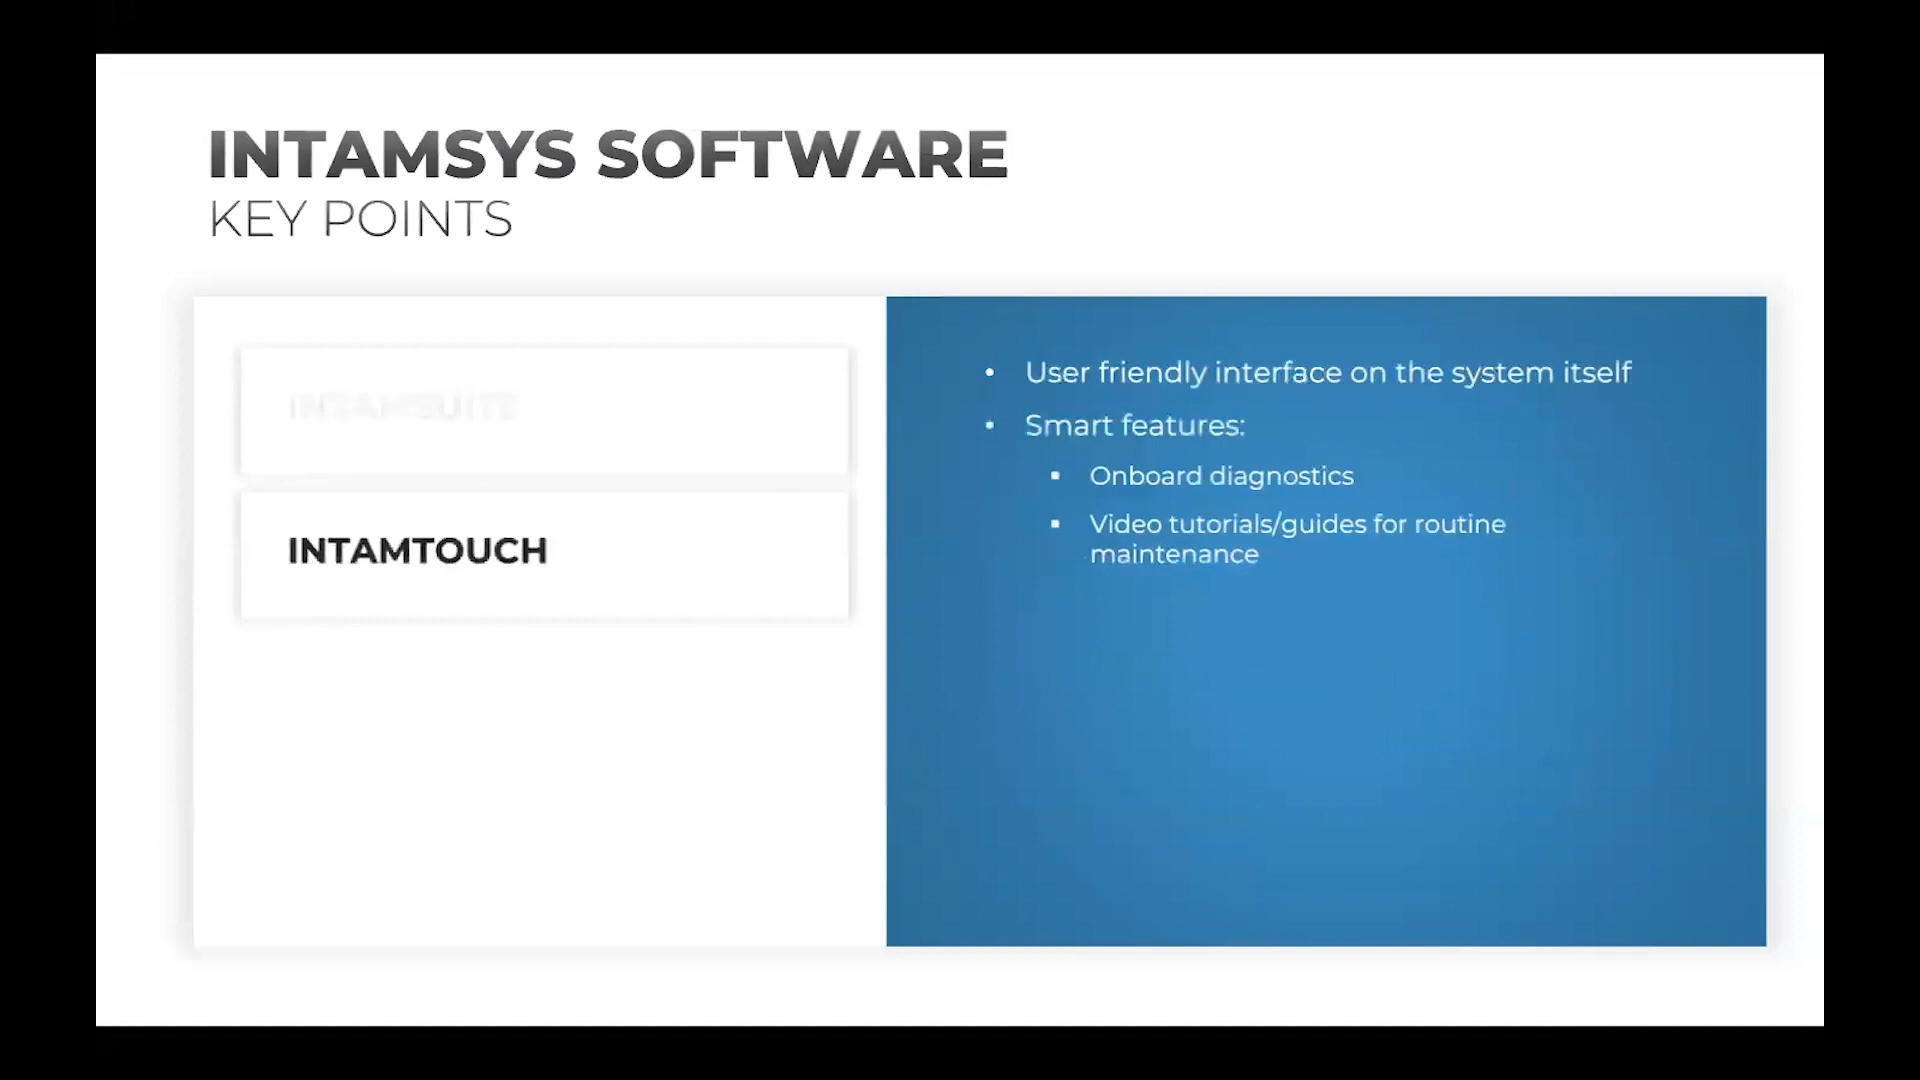 INTAMSYS SOFTWARE
KEY POINTS
INTAMSUITE
INTAMTOUCH
• User friendly interface on the system itself
• Smart features:
▪ Onboard diagnostics
▪ Video tutorials/guides for routine
maintenance